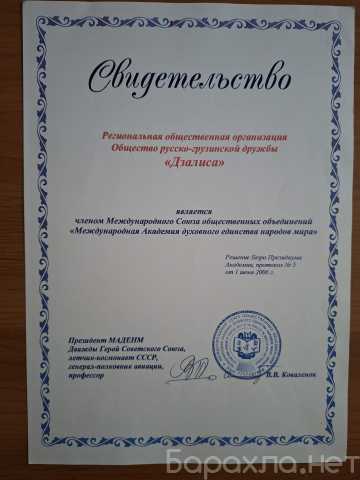 Свидетельство
Региональная общественная организация
Общество русско-грузинской дружбы
«Дзалиса»
является
членом Международного Союза общественных объединений
«Международная Академия духовного единства народов мира»
Решение Бюро Президиума
Академии, протокол № 5
от 1 июня 2006 г.
Президент МАДЕНМ
Дважды Герой Советского Союза,
летчик-космонавт СССР,
генерал-полковник авиации,
профессор
В.В. Коваленок
Барахла.нет